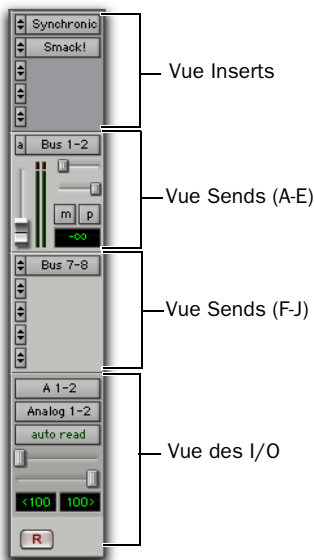 Synchronic
Smack!
Vue Inserts
a Bus 1-2
m p
-∞
Vue Sends (A-E)
Bus 7-8
Vue Sends (F-J)
A 1-2
Analog 1-2
auto read
<100 100>
R
Vue des I/O